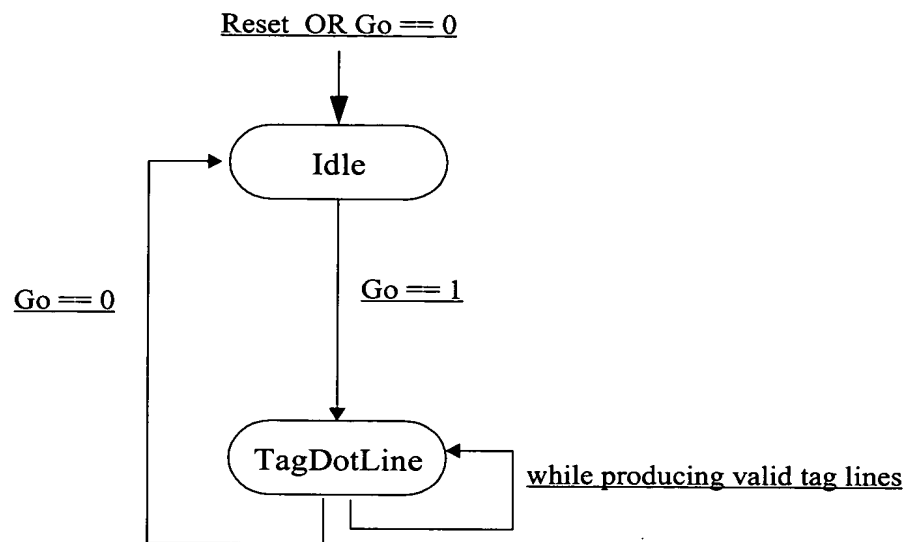 Reset OR Go == 0
Idle
Go == 0
Go == 1
TagDotLine
while producing valid tag lines